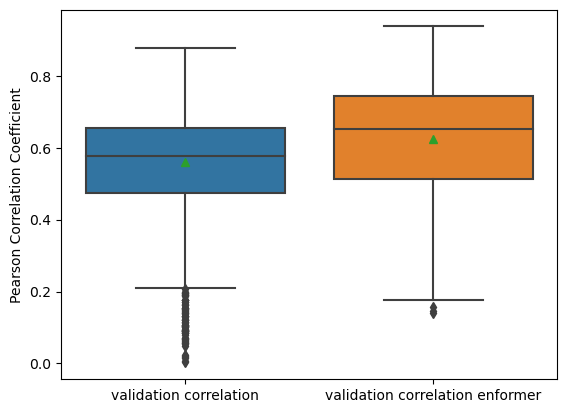 Pearson Correlation Coefficient
0.8
0.6
0.4
0.2
0.0
validation correlation
validation correlation enformer